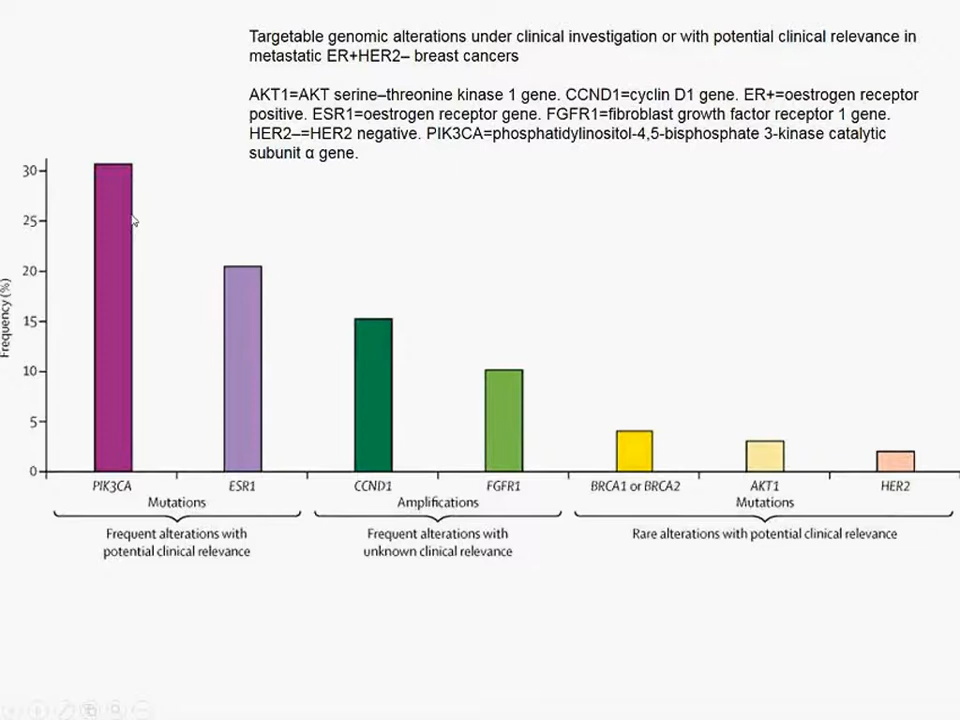 Targetable genomic alterations under clinical investigation or with potential clinical relevance in
metastatic ER+HER2– breast cancers
AKT1=AKT serine–threonine kinase 1 gene. CCND1=cyclin D1 gene. ER+=oestrogen receptor
positive. ESR1=oestrogen receptor gene. FGFR1=fibroblast growth factor receptor 1 gene.
HER2–=HER2 negative. PIK3CA=phosphatidylinositol-4,5-bisphosphate 3-kinase catalytic
subunit α gene.
Frequency (%)
30
25
20
15
10
5
0
PIK3CA ESR1 CCND1 FGFR1 BRCA1 or BRCA2 AKT1 HER2
Mutations Amplifications Mutations
Frequent alterations with Frequent alterations with Rare alterations with potential clinical relevance
potential clinical relevance unknown clinical relevance